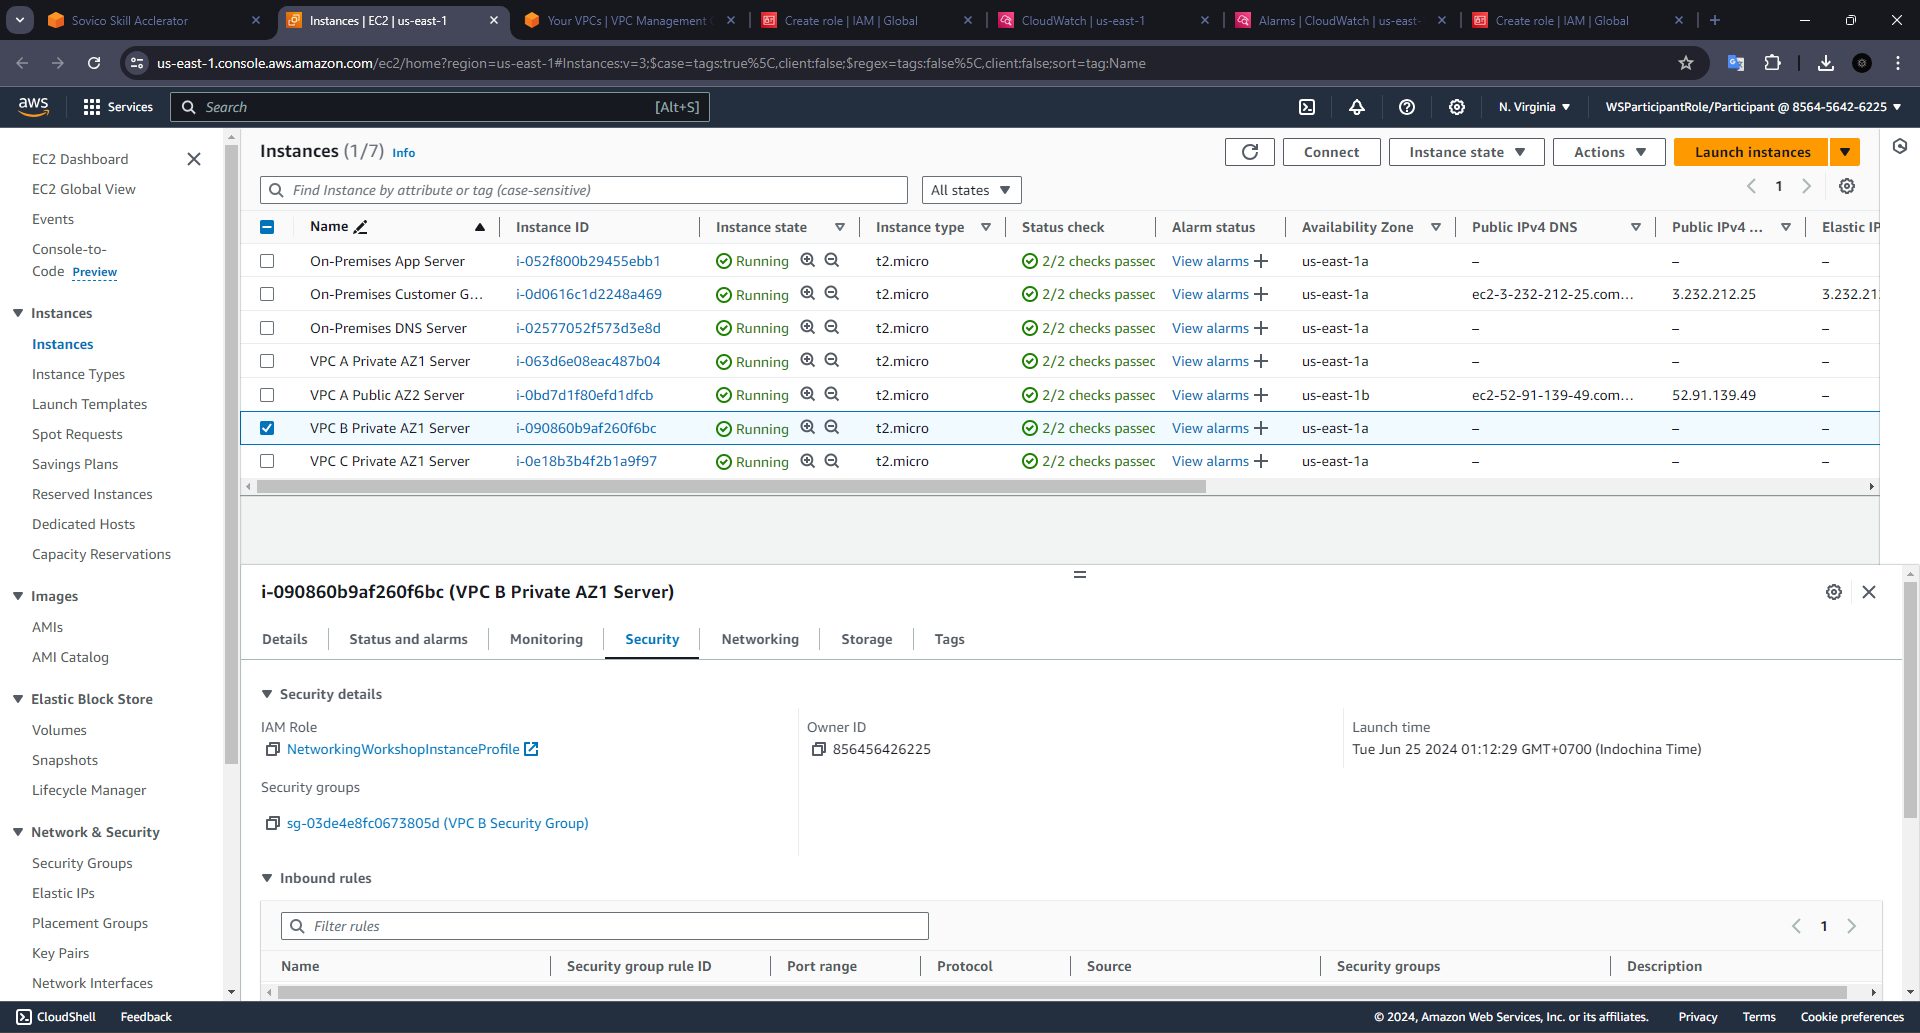 Sovico Skill Acclerator
Instances | EC2 | us-east-1
Your VPCs | VPC Management
Create role | IAM | Global
CloudWatch | us-east-1
Alarms | CloudWatch | us-east-
Create role | IAM | Global
us-east-1.console.aws.amazon.com/ec2/home?region=us-east-1#Instances:v=3;$case=tags:true%5C,client:false;$regex=tags:false%5C,client:false;sort=tag:Name
aws
Services
Search
[Alt+S]
N. Virginia
WSParticipantRole/Participant @ 8564-5642-6225
EC2 Dashboard
EC2 Global View
Events
Console-to-
Code Preview
Instances
Instances
Instance Types
Launch Templates
Spot Requests
Savings Plans
Reserved Instances
Dedicated Hosts
Capacity Reservations
Images
AMIs
AMI Catalog
Elastic Block Store
Volumes
Snapshots
Lifecycle Manager
Network & Security
Security Groups
Elastic IPs
Placement Groups
Key Pairs
Network Interfaces
Instances (1/7) Info
Connect
Instance state
Actions
Launch instances
Find Instance by attribute or tag (case-sensitive)
All states
1
Name Instance ID Instance state Instance type Status check Alarm status Availability Zone Public IPv4 DNS Public IPv4 ... Elastic IP
On-Premises App Server i-052f800b29455ebb1 Running t2.micro 2/2 checks passec View alarms us-east-1a – – –
On-Premises Customer G... i-0d0616c1d2248a469 Running t2.micro 2/2 checks passec View alarms us-east-1a ec2-3-232-212-25.com... 3.232.212.25 3.232.21
On-Premises DNS Server i-02577052f573d3e8d Running t2.micro 2/2 checks passec View alarms us-east-1a – – –
VPC A Private AZ1 Server i-063d6e08eac487b04 Running t2.micro 2/2 checks passec View alarms us-east-1a – – –
VPC A Public AZ2 Server i-0bd7d1f80efd1dfcb Running t2.micro 2/2 checks passec View alarms us-east-1b ec2-52-91-139-49.com... 52.91.139.49 –
VPC B Private AZ1 Server i-090860b9af260f6bc Running t2.micro 2/2 checks passec View alarms us-east-1a – – –
VPC C Private AZ1 Server i-0e18b3b4f2b1a9f97 Running t2.micro 2/2 checks passec View alarms us-east-1a – – –
i-090860b9af260f6bc (VPC B Private AZ1 Server)
Details Status and alarms Monitoring Security Networking Storage Tags
Security details
IAM Role
NetworkingWorkshopInstanceProfile
Owner ID
856456426225
Launch time
Tue Jun 25 2024 01:12:29 GMT+0700 (Indochina Time)
Security groups
sg-03de4e8fc0673805d (VPC B Security Group)
Inbound rules
Filter rules
1
Name Security group rule ID Port range Protocol Source Security groups Description
CloudShell
Feedback
© 2024, Amazon Web Services, Inc. or its affiliates.
Privacy
Terms
Cookie preferences